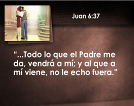 Juan 6:37
"...Todo lo que el Padre me
da, vendrá a mí; y al que a
mí viene, no le echo fuera."